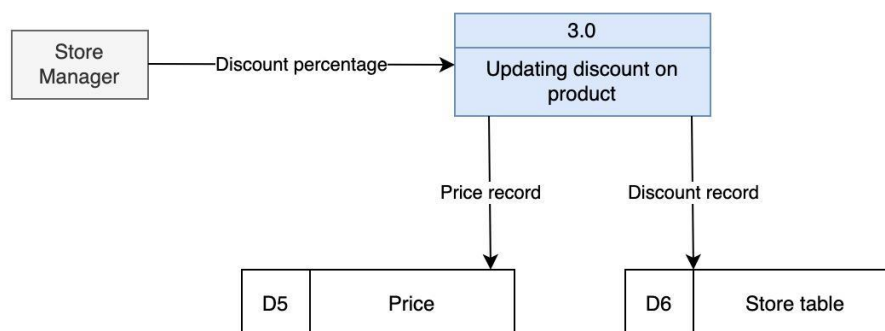 3.0
Store
Manager
Discount percentage
Updating discount on
product
Price record
Discount record
D5
Price
D6
Store table